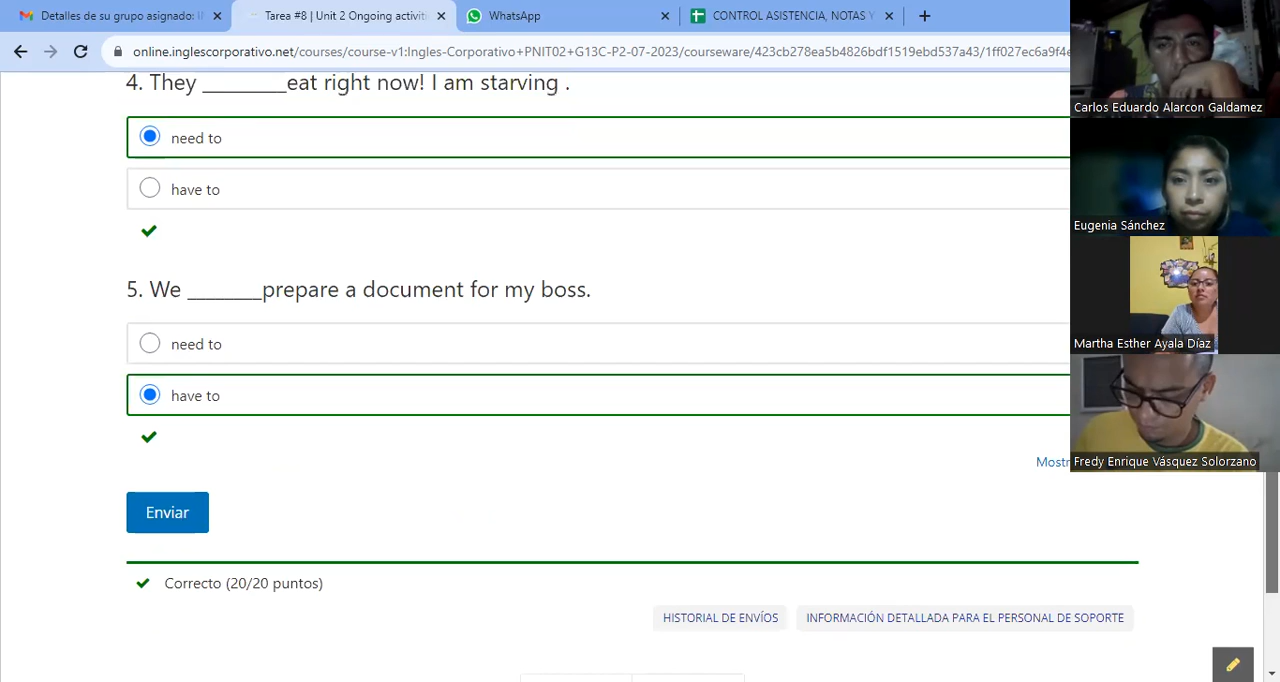 Detalles de su grupo asignado: I
Tarea #8 | Unit 2 Ongoing activiti
WhatsApp
CONTROL ASISTENCIA, NOTAS Y
online.inglescorporativo.net/courses/course-v1:Ingles-Corporativo+PNIT02+G13C-P2-07-2023/courseware/423cb278ea5b4826bdf1519ebd537a43/1ff027ec6a9f4e
4. They _________eat right now! I am starving .
need to
have to
5. We ________prepare a document for my boss.
need to
have to
Mostr
Enviar
Correcto (20/20 puntos)
HISTORIAL DE ENVÍOS
INFORMACIÓN DETALLADA PARA EL PERSONAL DE SOPORTE
Carlos Eduardo Alarcon Galdamez
Eugenia Sánchez
Martha Esther Ayala Díaz
Fredy Enrique Vásquez Solorzano